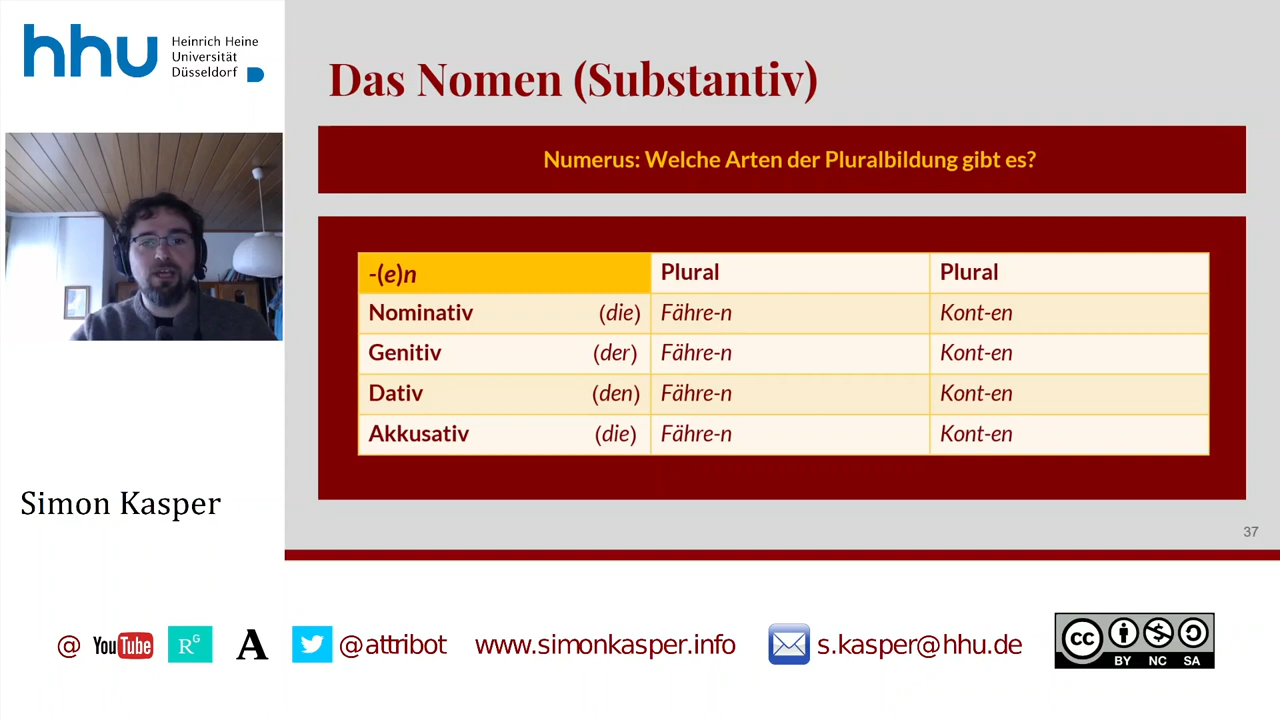 hhu Heinrich Heine
Universität
Düsseldorf
Das Nomen (Substantiv)
Numerus: Welche Arten der Pluralbildung gibt es?
-(e)n Plural Plural
Nominativ (die) Fähre-n Kont-en
Genitiv (der) Fähre-n Kont-en
Dativ (den) Fähre-n Kont-en
Akkusativ (die) Fähre-n Kont-en
Simon Kasper
37
@ YouTube RG A @attribot www.simonkasper.info s.kasper@hhu.de cc
BY NC SA